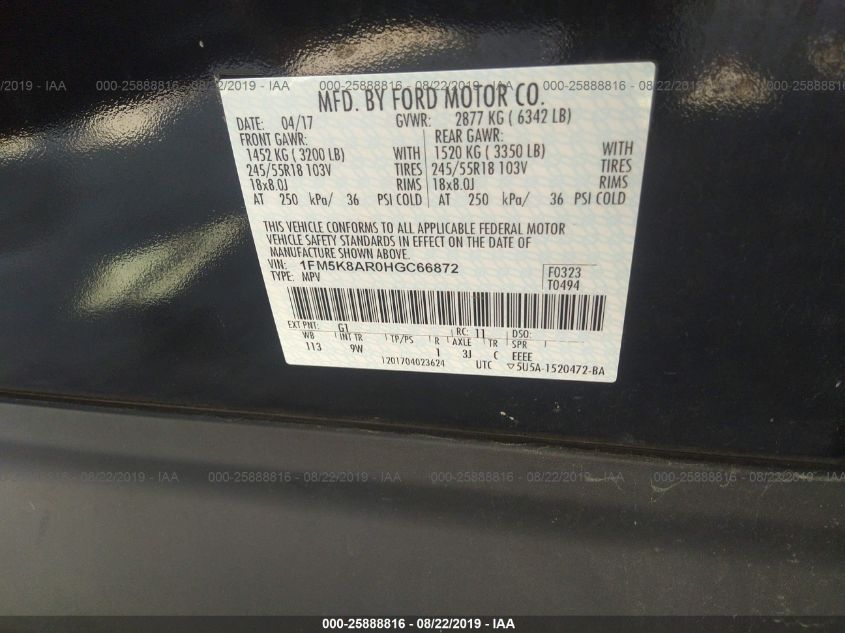 000-25888816 - 08/22/2019 - IAA
MFD. BY FORD MOTOR CO.
DATE: 04/17 GVWR: 2877 KG ( 6342 LB)
FRONT GAWR: REAR GAWR:
1452 KG ( 3200 LB) WITH 1520 KG ( 3350 LB) WITH
245/55R18 103V TIRES 245/55R18 103V TIRES
18x8.0J RIMS 18x8.0J RIMS
AT 250 kPa/ 36 PSI COLD AT 250 kPa/ 36 PSI COLD
THIS VEHICLE CONFORMS TO ALL APPLICABLE FEDERAL MOTOR
VEHICLE SAFETY STANDARDS IN EFFECT ON THE DATE OF
MANUFACTURE SHOWN ABOVE.
VIN: 1FM5K8AR0HGC66872 F0323
TYPE: MPV T0494
EXT PNT: G1 RC: 11 DSO:
WB INT TR TP/PS R AXLE TR SPR
113 9W 1 3J C EEEE
1201704023624 UTC ▽5U5A-1520472-BA
000-25888816 - 08/22/2019 - IAA
000-25888816 - 08/22/2019 - IAA